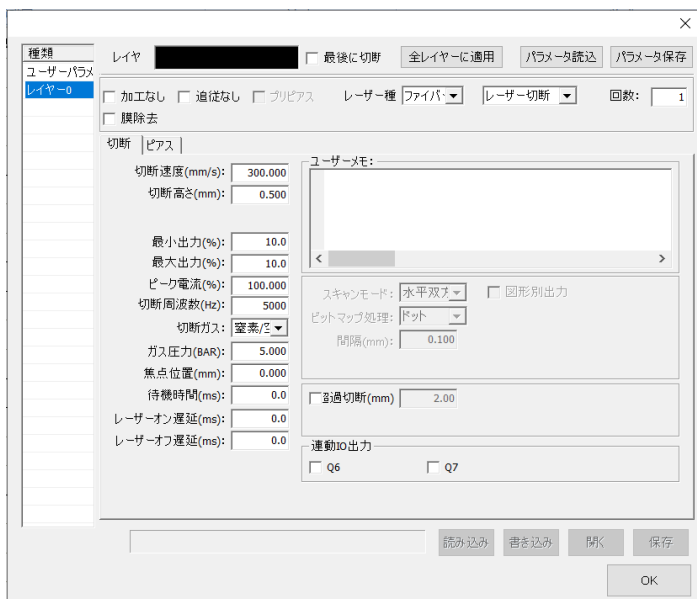 種類
ユーザーパラメ
レイヤー0
レイヤ
最後に切断
全レイヤーに適用
パラメータ読込
パラメータ保存
加工なし
追従なし
プリピアス
レーザー種
ファイバ・
レーザー切断
回数:
1
膜除去
切断
ピアス
切断速度(mm/s):
300.000
切断高さ(mm):
0.500
最小出力(%):
10.0
最大出力(%):
10.0
ピーク電流(%):
100.000
切断周波数(Hz):
5000
切断ガス:
窒素/空
ガス圧力(BAR):
5.000
焦点位置(mm):
0.000
待機時間(ms):
0.0
レーザーオン遅延(ms):
0.0
レーザーオフ遅延(ms):
0.0
ユーザーメモ:
スキャンモード:
水平双方
図形別出力
ビットマップ処理:
ドット
間隔(mm):
0.100
過切断(mm)
2.00
連動IO出力
Q6
Q7
読み込み
書き込み
開く
保存
OK